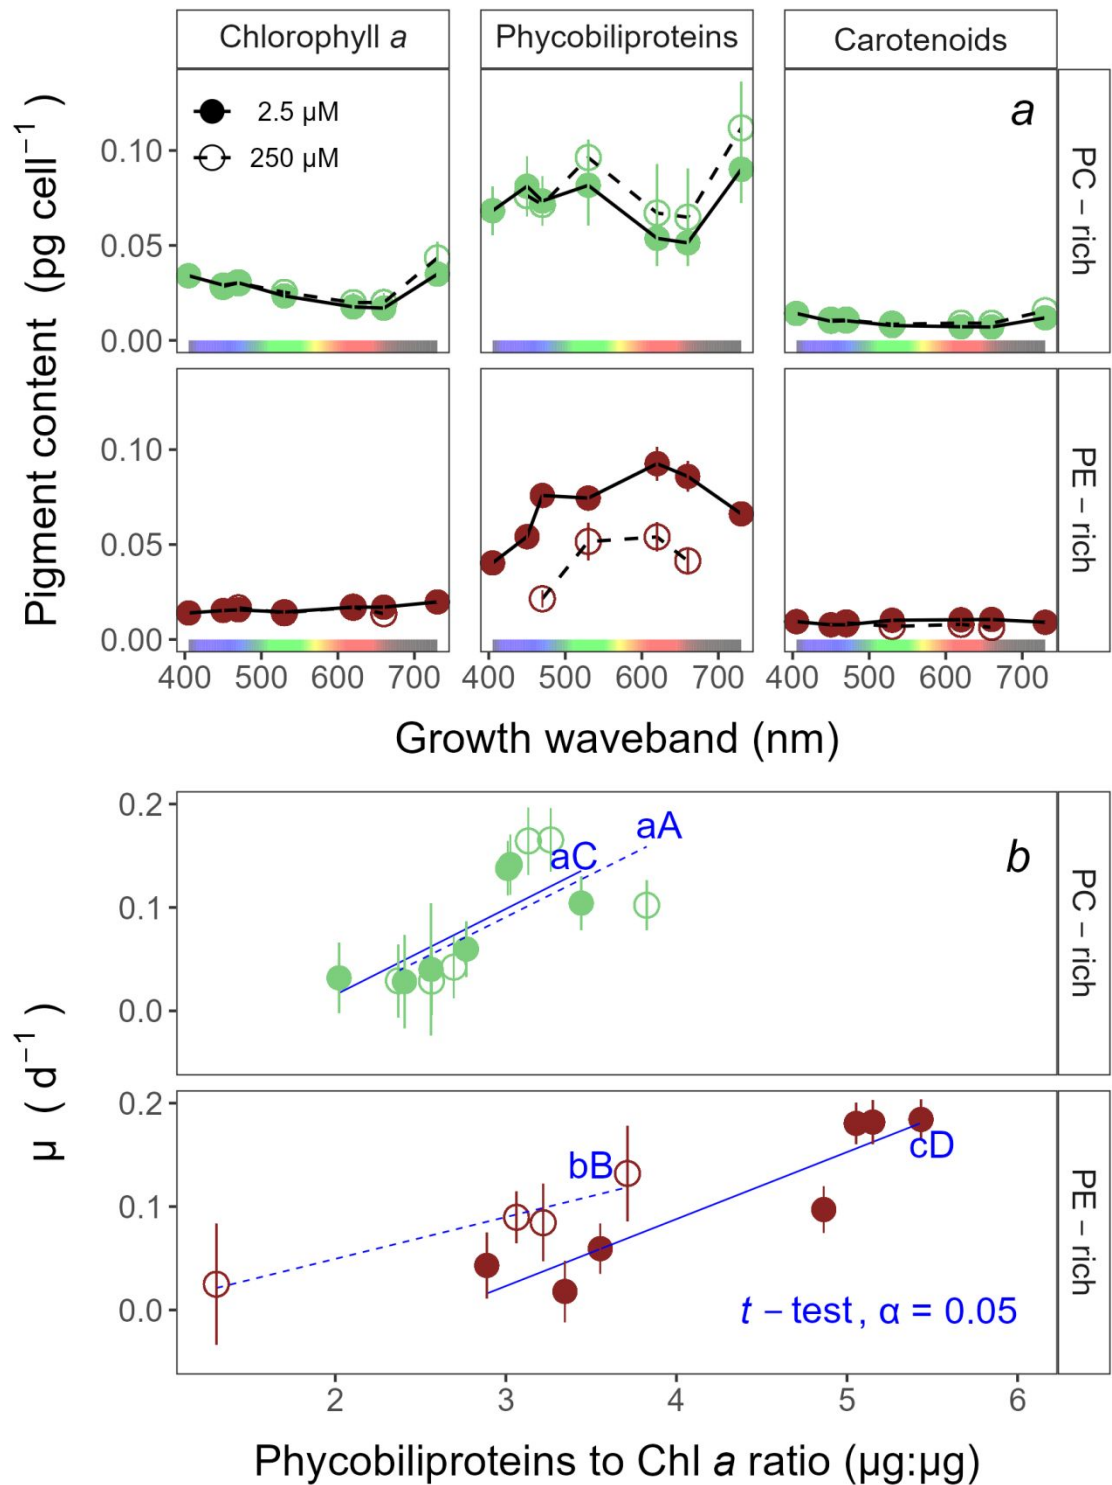 Chlorophyll a
Phycobiliproteins
Carotenoids
2.5 µM
250 µM
a
0.10
0.05
0.00
PC − rich
0.10
0.05
0.00
PE − rich
Pigment content (pg cell⁻¹)
400 500 600 700
400 500 600 700
400 500 600 700
Growth waveband (nm)
0.2
0.1
0.0
aC
aA
b
PC − rich
0.2
0.1
0.0
bB
cD
t − test, α = 0.05
PE − rich
µ ( d⁻¹ )
2 3 4 5 6
Phycobiliproteins to Chl a ratio (µg:µg)